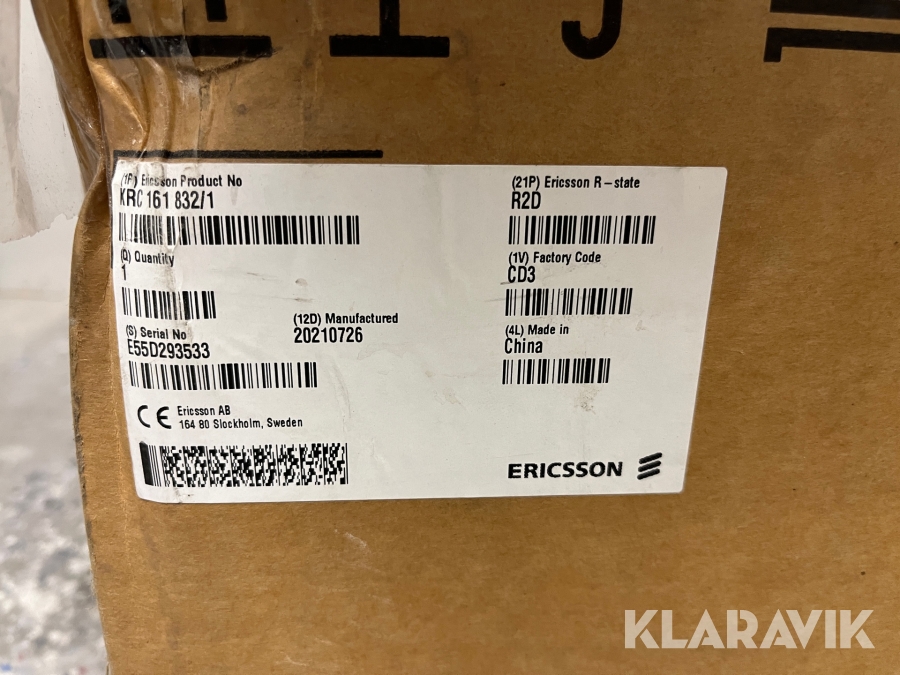 (1P) Ericsson Product No
KRC 161 832/1
(21P) Ericsson R-state
R2D
(Q) Quantity
1
(1V) Factory Code
CD3
(S) Serial No
E55D293533
(12D) Manufactured
20210726
(4L) Made in
China
CE
Ericsson AB
164 80 Stockholm, Sweden
ERICSSON
KLARAVIK